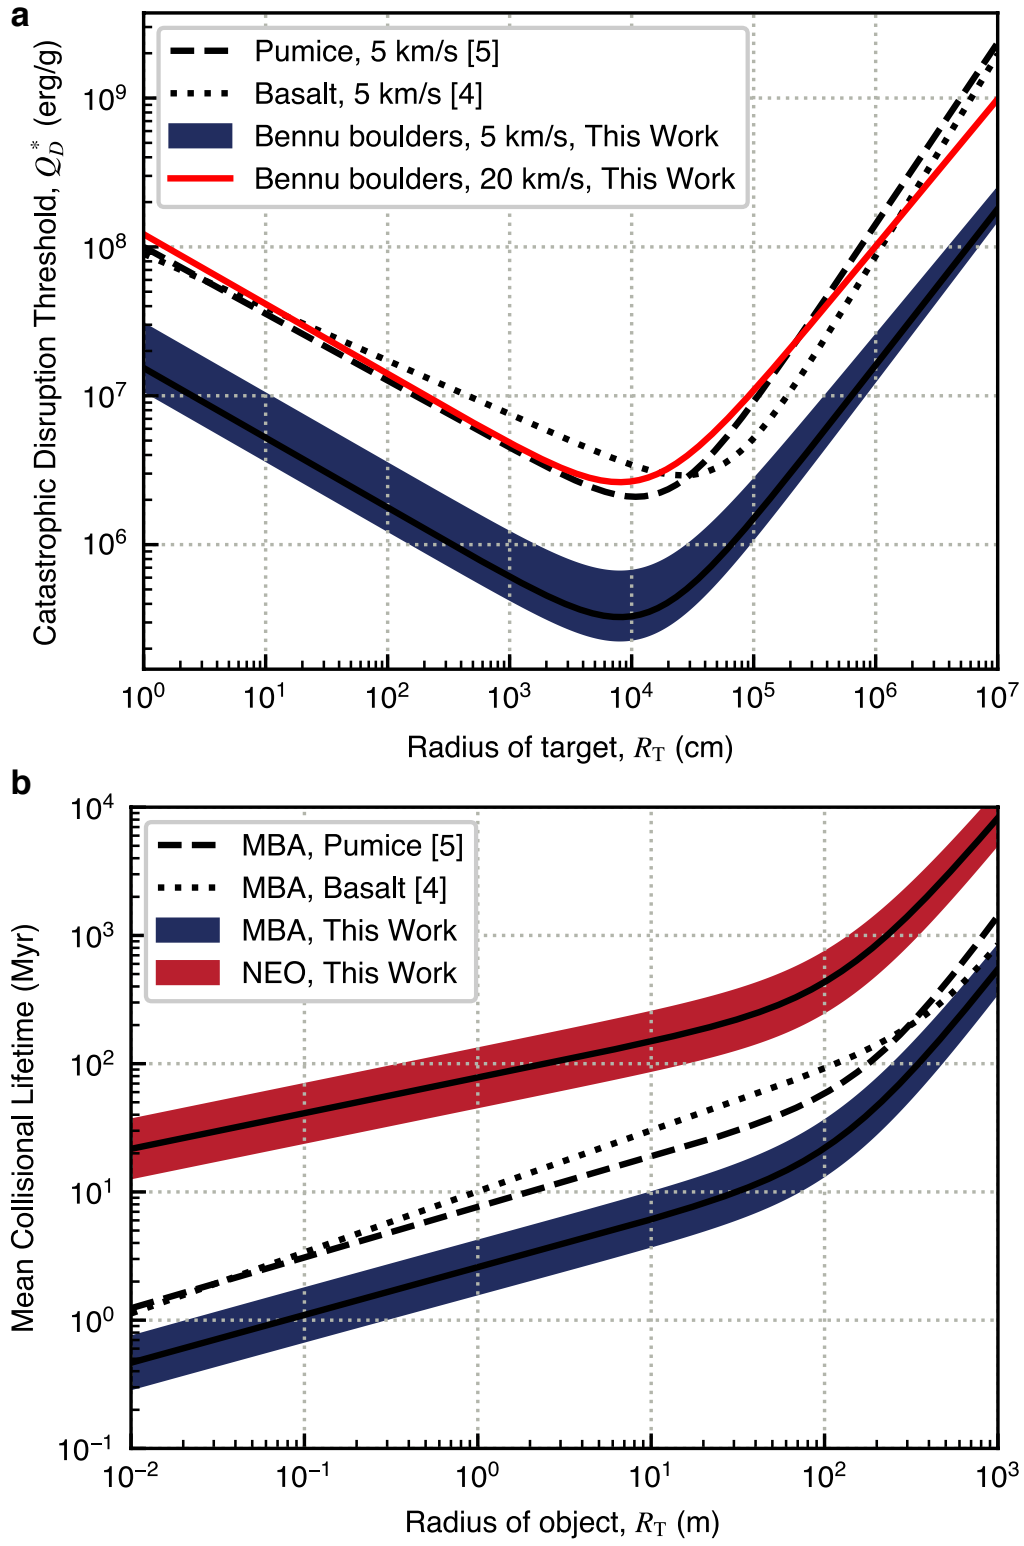 a
Catastrophic Disruption Threshold, Q*D (erg/g)
Pumice, 5 km/s [5]
Basalt, 5 km/s [4]
Bennu boulders, 5 km/s, This Work
Bennu boulders, 20 km/s, This Work
10⁹
10⁸
10⁷
10⁶
10⁰ 10¹ 10² 10³ 10⁴ 10⁵ 10⁶ 10⁷
Radius of target, RT (cm)
b
Mean Collisional Lifetime (Myr)
MBA, Pumice [5]
MBA, Basalt [4]
MBA, This Work
NEO, This Work
10⁴
10³
10²
10¹
10⁰
10⁻¹
10⁻² 10⁻¹ 10⁰ 10¹ 10² 10³
Radius of object, RT (m)